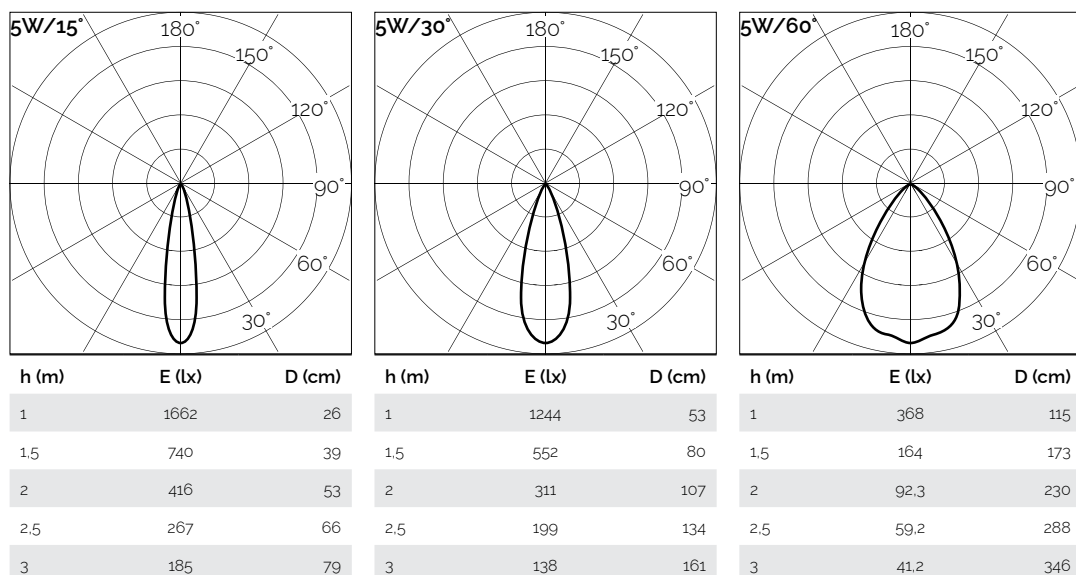 5W/15°
180°
150°
120°
90°
60°
30°
h (m) E (lx) D (cm)
1 1662 26
1,5 740 39
2 416 53
2,5 267 66
3 185 79
5W/30°
180°
150°
120°
90°
60°
30°
h (m) E (lx) D (cm)
1 1244 53
1,5 552 80
2 311 107
2,5 199 134
3 138 161
5W/60°
180°
150°
120°
90°
60°
30°
h (m) E (lx) D (cm)
1 368 115
1,5 164 173
2 92,3 230
2,5 59,2 288
3 41,2 346